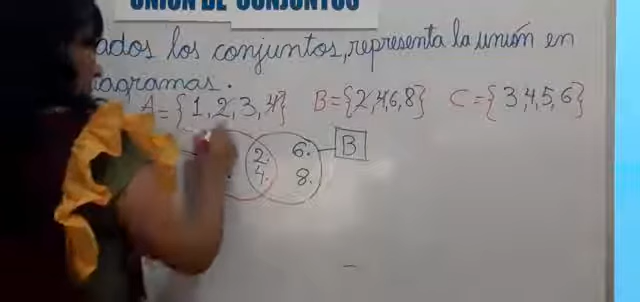 UNIÓN DE CONJUNTOS
ados los conjuntos, representa la unión en
agramas.
A={1,2,3,4} B={2,4,6,8} C={3,4,5,6}
2. 6. B
4. 8.